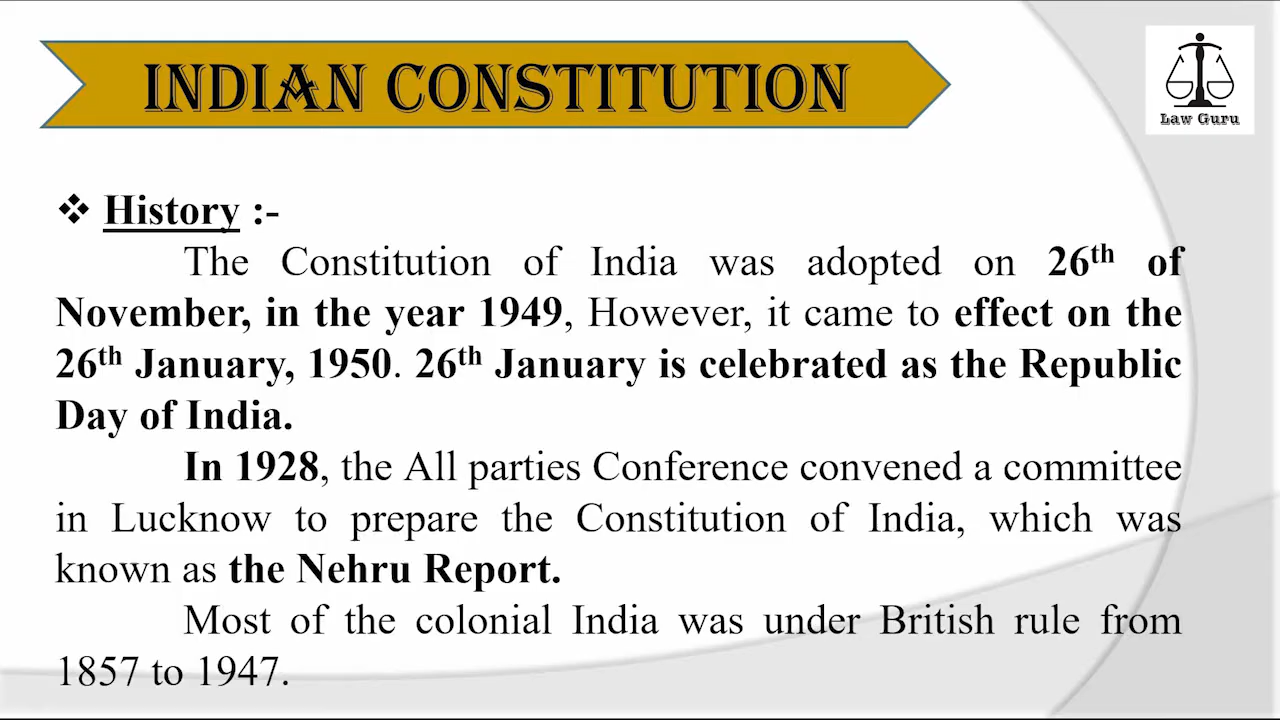 INDIAN CONSTITUTION
Law Guru
❖ History :-
The Constitution of India was adopted on 26th of
November, in the year 1949, However, it came to effect on the
26th January, 1950. 26th January is celebrated as the Republic
Day of India.
In 1928, the All parties Conference convened a committee
in Lucknow to prepare the Constitution of India, which was
known as the Nehru Report.
Most of the colonial India was under British rule from
1857 to 1947.